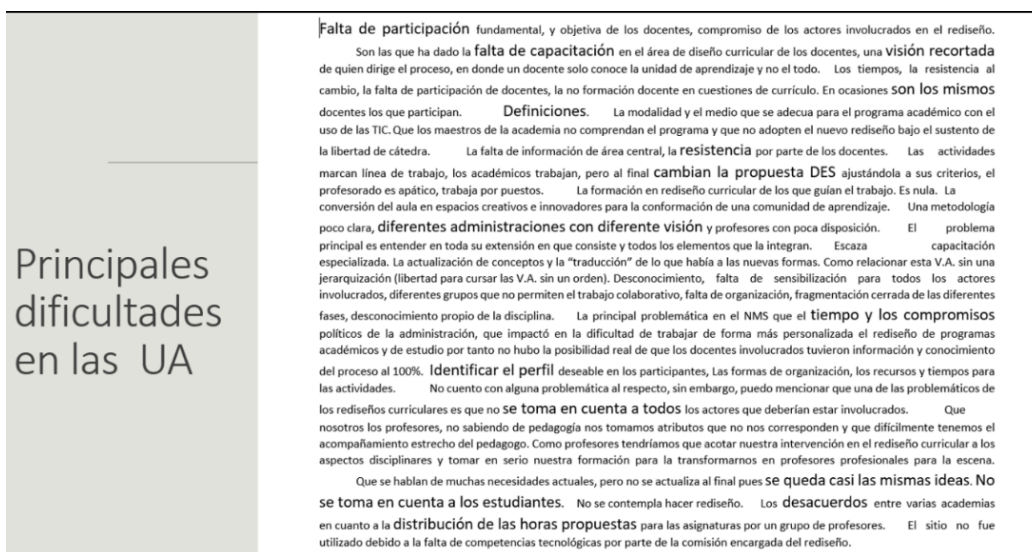 Principales
dificultades
en las UA
Falta de participación fundamental, y objetiva de los docentes, compromiso de los actores involucrados en el rediseño.
Son las que ha dado la falta de capacitación en el área de diseño curricular de los docentes, una visión recortada
de quien dirige el proceso, en donde un docente solo conoce la unidad de aprendizaje y no el todo. Los tiempos, la resistencia al
cambio, la falta de participación de docentes, la no formación docente en cuestiones de currículo. En ocasiones son los mismos
docentes los que participan. Definiciones. La modalidad y el medio que se adecua para el programa académico con el
uso de las TIC. Que los maestros de la academia no comprendan el programa y que no adopten el nuevo rediseño bajo el sustento de
la libertad de cátedra. La falta de información de área central, la resistencia por parte de los docentes. Las actividades
marcan línea de trabajo, los académicos trabajan, pero al final cambian la propuesta DES ajustándola a sus criterios, el
profesorado es apático, trabaja por puestos. La formación en rediseño curricular de los que guían el trabajo. Es nula. La
conversión del aula en espacios creativos e innovadores para la conformación de una comunidad de aprendizaje. Una metodología
poco clara, diferentes administraciones con diferente visión y profesores con poca disposición. El problema
principal es entender en toda su extensión en que consiste y todos los elementos que la integran. Escaza capacitación
especializada. La actualización de conceptos y la “traducción” de lo que había a las nuevas formas. Como relacionar esta V.A. sin una
jerarquización (libertad para cursar las V.A. sin un orden). Desconocimiento, falta de sensibilización para todos los actores
involucrados, diferentes grupos que no permiten el trabajo colaborativo, falta de organización, fragmentación cerrada de las diferentes
fases, desconocimiento propio de la disciplina. La principal problemática en el NMS que el tiempo y los compromisos
políticos de la administración, que impactó en la dificultad de trabajar de forma más personalizada el rediseño de programas
académicos y de estudio por tanto no hubo la posibilidad real de que los docentes involucrados tuvieron información y conocimiento
del proceso al 100%. Identificar el perfil deseable en los participantes, Las formas de organización, los recursos y tiempos para
las actividades. No cuento con alguna problemática al respecto, sin embargo, puedo mencionar que una de las problemáticos de
los rediseños curriculares es que no se toma en cuenta a todos los actores que deberían estar involucrados. Que
nosotros los profesores, no sabiendo de pedagogía nos tomamos atributos que no nos corresponden y que difícilmente tenemos el
acompañamiento estrecho del pedagogo. Como profesores tendríamos que acotar nuestra intervención en el rediseño curricular a los
aspectos disciplinares y tomar en serio nuestra formación para la transformarnos en profesores profesionales para la escena.
Que se hablan de muchas necesidades actuales, pero no se actualiza al final pues se queda casi las mismas ideas. No
se toma en cuenta a los estudiantes. No se contempla hacer rediseño. Los desacuerdos entre varias academias
en cuanto a la distribución de las horas propuestas para las asignaturas por un grupo de profesores. El sitio no fue
utilizado debido a la falta de competencias tecnológicas por parte de la comisión encargada del rediseño.